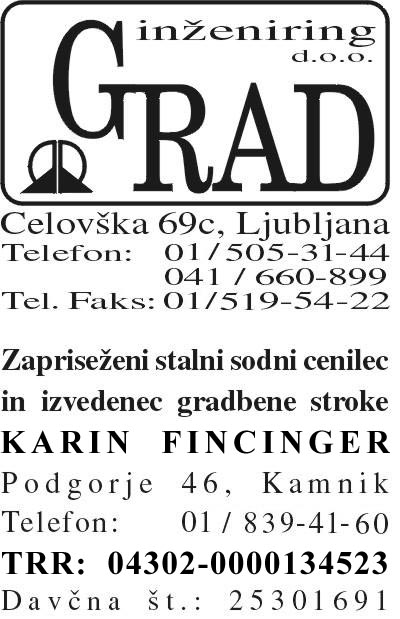 inženiring
d.o.o.
GRAD
Celovška 69c, Ljubljana
Telefon: 01/505-31-44
041/660-899
Tel. Faks: 01/519-54-22
Zapriseženi stalni sodni cenilec
in izvedenec gradbene stroke
KARIN FINCINGER
Podgorje 46, Kamnik
Telefon: 01/839-41-60
TRR: 04302-0000134523
Davčna št.: 25301691